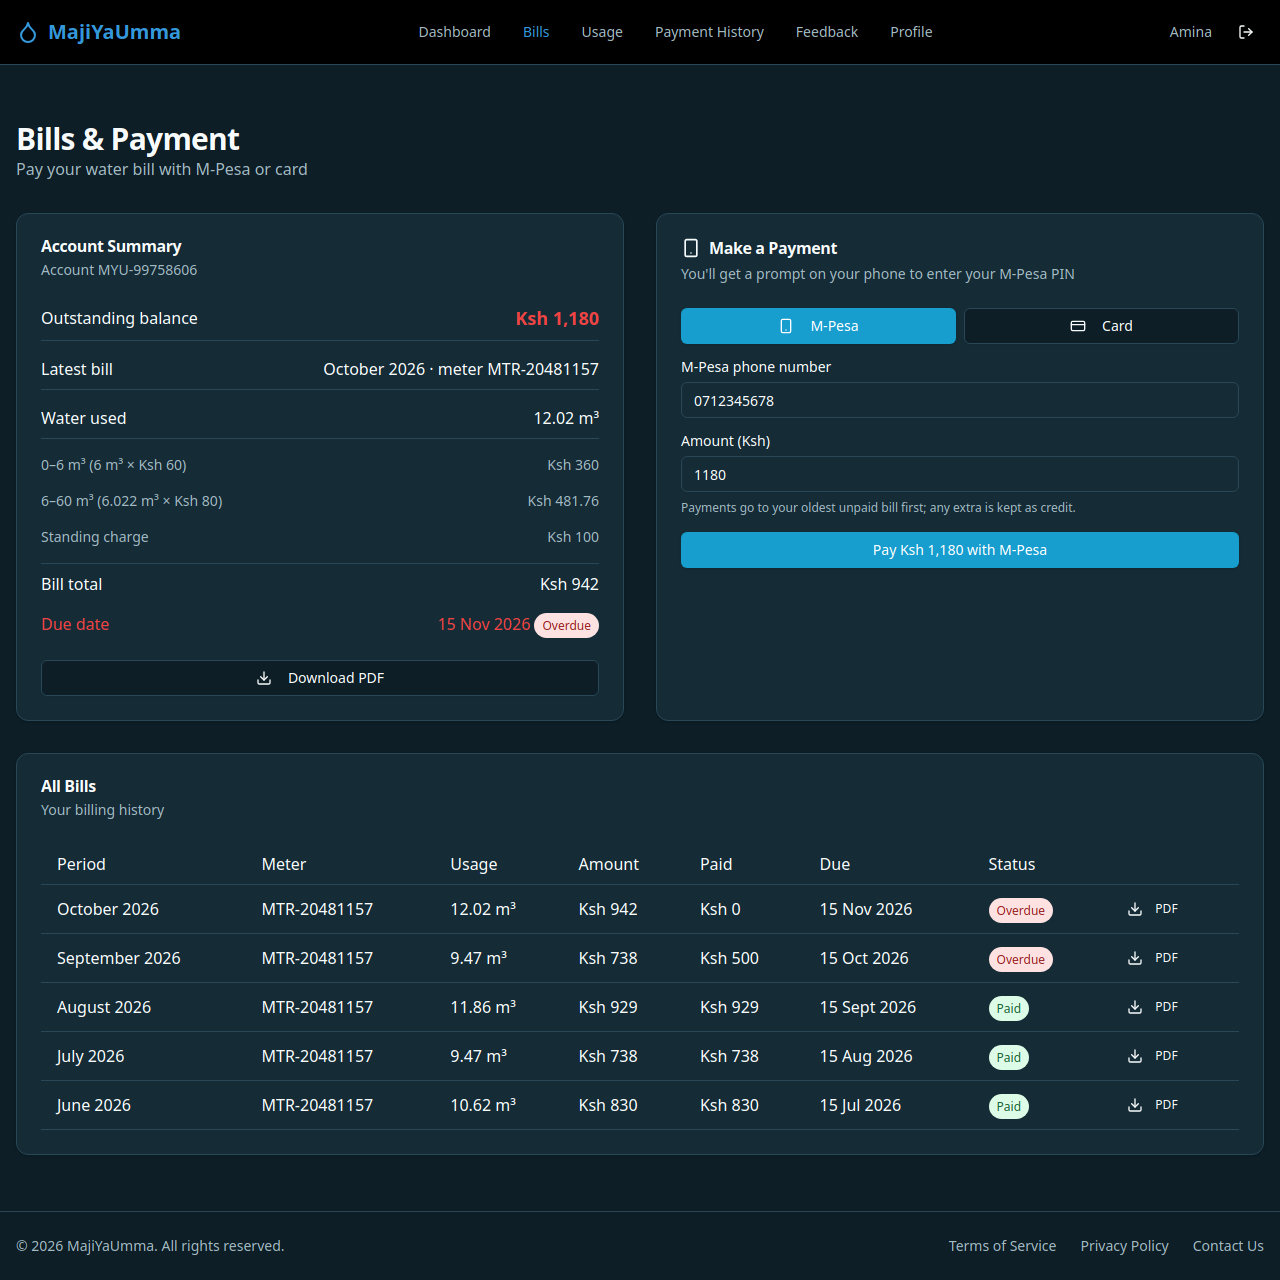 MajiYaUmma
Dashboard Bills Usage Payment History Feedback Profile
Amina
Bills & Payment
Pay your water bill with M-Pesa or card
Account Summary
Account MYU-99758606
Outstanding balance Ksh 1,180
Latest bill October 2026 · meter MTR-20481157
Water used 12.02 m³
0–6 m³ (6 m³ × Ksh 60) Ksh 360
6–60 m³ (6.022 m³ × Ksh 80) Ksh 481.76
Standing charge Ksh 100
Bill total Ksh 942
Due date 15 Nov 2026 Overdue
Download PDF
Make a Payment
You'll get a prompt on your phone to enter your M-Pesa PIN
M-Pesa Card
M-Pesa phone number
0712345678
Amount (Ksh)
1180
Payments go to your oldest unpaid bill first; any extra is kept as credit.
Pay Ksh 1,180 with M-Pesa
All Bills
Your billing history
Period Meter Usage Amount Paid Due Status
October 2026 MTR-20481157 12.02 m³ Ksh 942 Ksh 0 15 Nov 2026 Overdue PDF
September 2026 MTR-20481157 9.47 m³ Ksh 738 Ksh 500 15 Oct 2026 Overdue PDF
August 2026 MTR-20481157 11.86 m³ Ksh 929 Ksh 929 15 Sept 2026 Paid PDF
July 2026 MTR-20481157 9.47 m³ Ksh 738 Ksh 738 15 Aug 2026 Paid PDF
June 2026 MTR-20481157 10.62 m³ Ksh 830 Ksh 830 15 Jul 2026 Paid PDF
© 2026 MajiYaUmma. All rights reserved.
Terms of Service Privacy Policy Contact Us